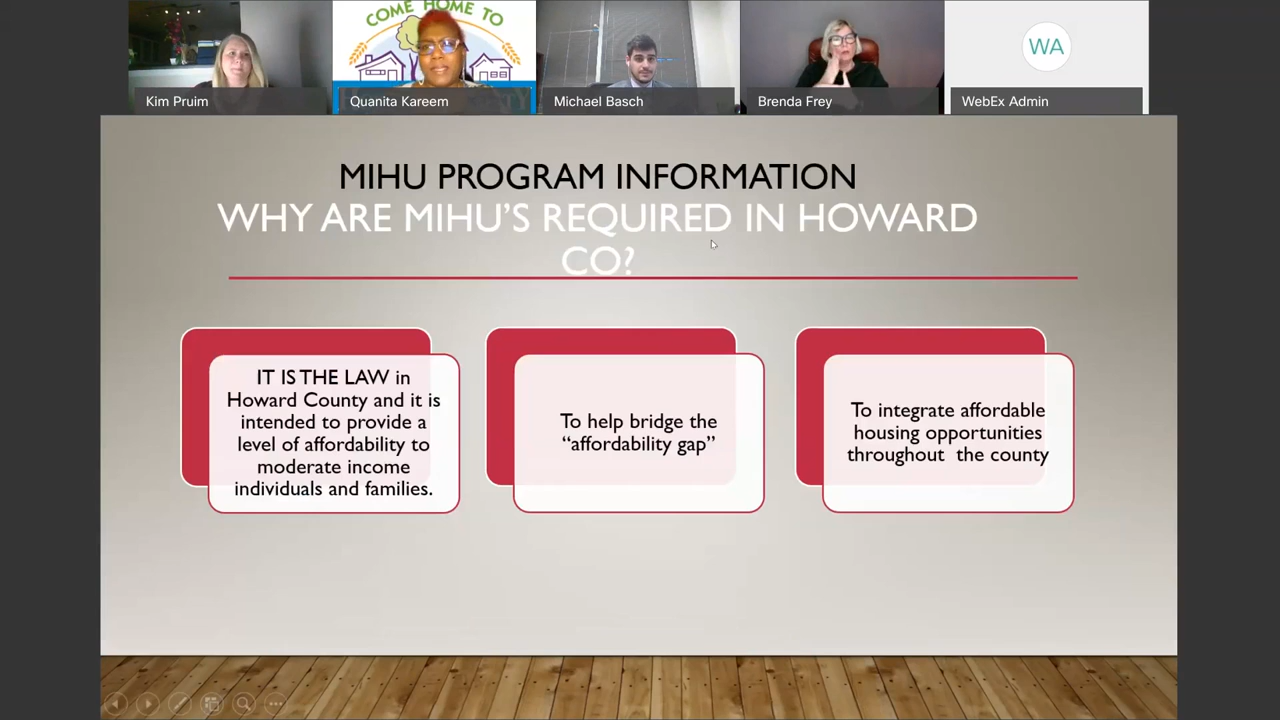 COME HOME TO
Kim Pruim
Quanita Kareem
Michael Basch
Brenda Frey
WA
WebEx Admin
MIHU PROGRAM INFORMATION
WHY ARE MIHU'S REQUIRED IN HOWARD
CO?
IT IS THE LAW in
Howard County and it is
intended to provide a
level of affordability to
moderate income
individuals and families.
To help bridge the
“affordability gap”
To integrate affordable
housing opportunities
throughout the county